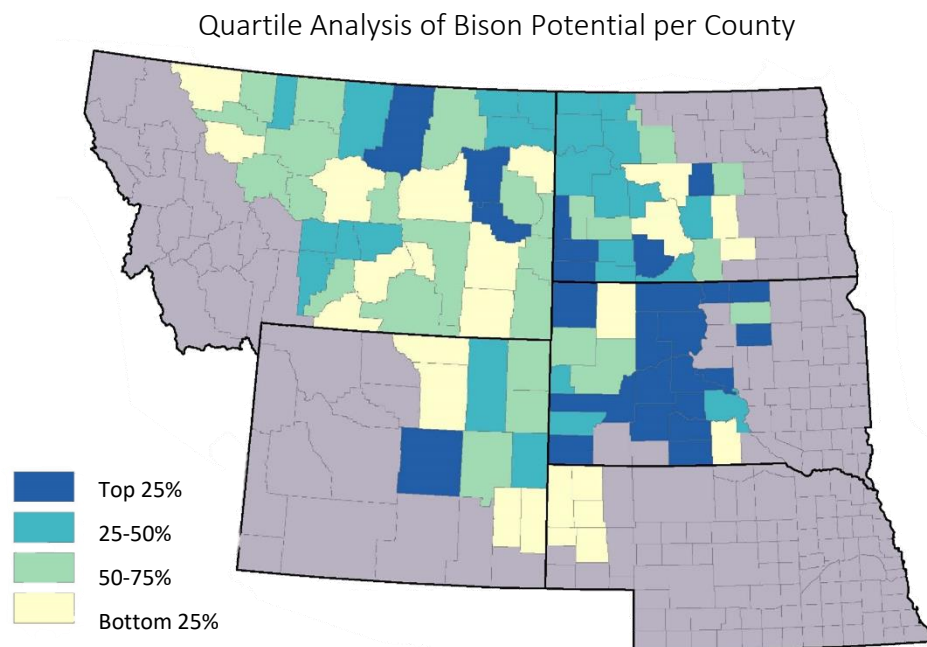 Quartile Analysis of Bison Potential per County
Top 25%
25-50%
50-75%
Bottom 25%